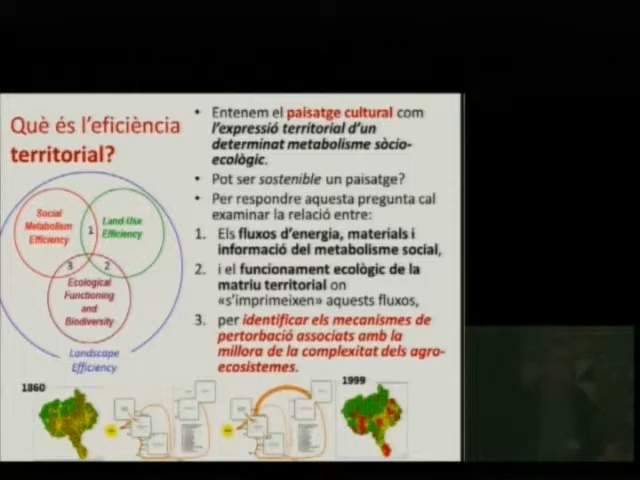 Què és l'eficiència
territorial?
Social
Metabolism
Efficiency
Land-Use
Efficiency
1
3
2
Ecological
Functioning
and
Biodiversity
Landscape
Efficiency
• Entenem el paisatge cultural com
l'expressió territorial d'un
determinat metabolisme sòcio-
ecològic.
• Pot ser sostenible un paisatge?
• Per respondre aquesta pregunta cal
examinar la relació entre:
1. Els fluxos d'energia, materials i
informació del metabolisme social,
2. i el funcionament ecològic de la
matriu territorial on
«s'imprimeixen» aquests fluxos,
3. per identificar els mecanismes de
pertorbació associats amb la
millora de la complexitat dels agro-
ecosistemes.
1860
1999